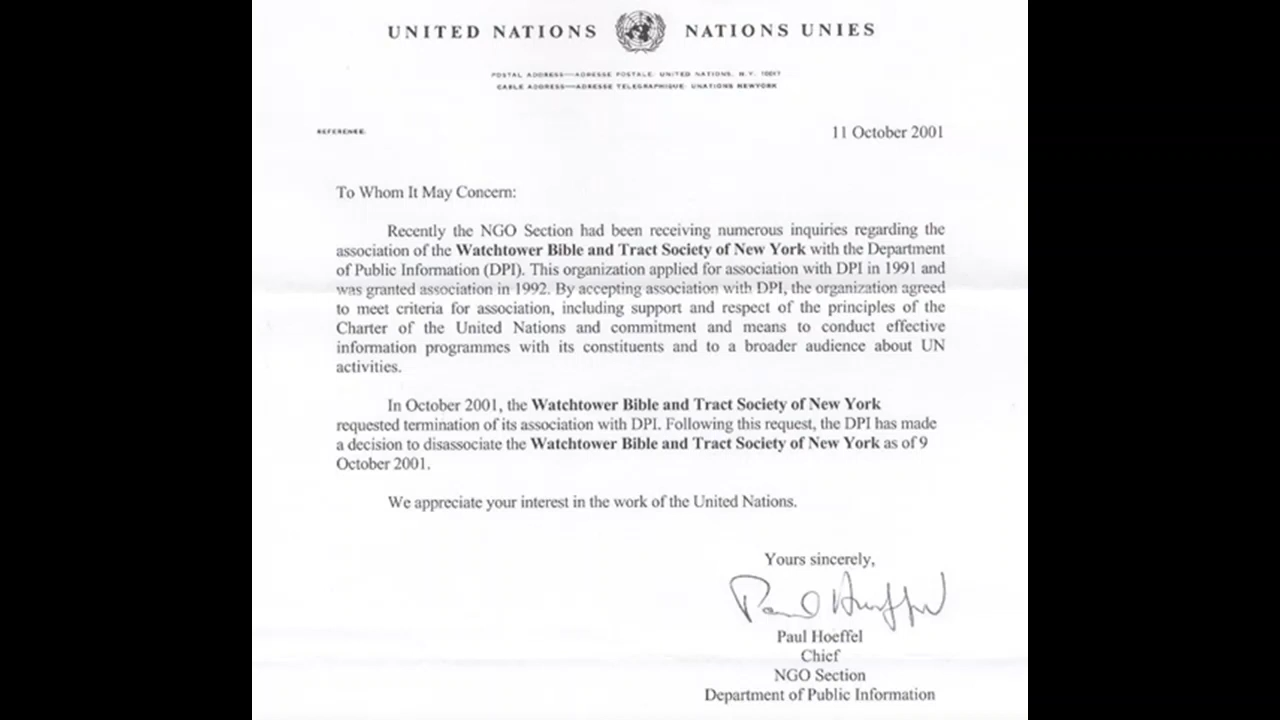 UNITED NATIONS NATIONS UNIES
POSTAL ADDRESS—ADRESSE POSTALE: UNITED NATIONS, N.Y. 10017
CABLE ADDRESS—ADRESSE TELEGRAPHIQUE: UNATIONS NEWYORK
REFERENCE:
11 October 2001
To Whom It May Concern:
Recently the NGO Section had been receiving numerous inquiries regarding the
association of the Watchtower Bible and Tract Society of New York with the Department
of Public Information (DPI). This organization applied for association with DPI in 1991 and
was granted association in 1992. By accepting association with DPI, the organization agreed
to meet criteria for association, including support and respect of the principles of the
Charter of the United Nations and commitment and means to conduct effective
information programmes with its constituents and to a broader audience about UN
activities.
In October 2001, the Watchtower Bible and Tract Society of New York
requested termination of its association with DPI. Following this request, the DPI has made
a decision to disassociate the Watchtower Bible and Tract Society of New York as of 9
October 2001.
We appreciate your interest in the work of the United Nations.
Yours sincerely,
Paul Hoeffel
Paul Hoeffel
Chief
NGO Section
Department of Public Information